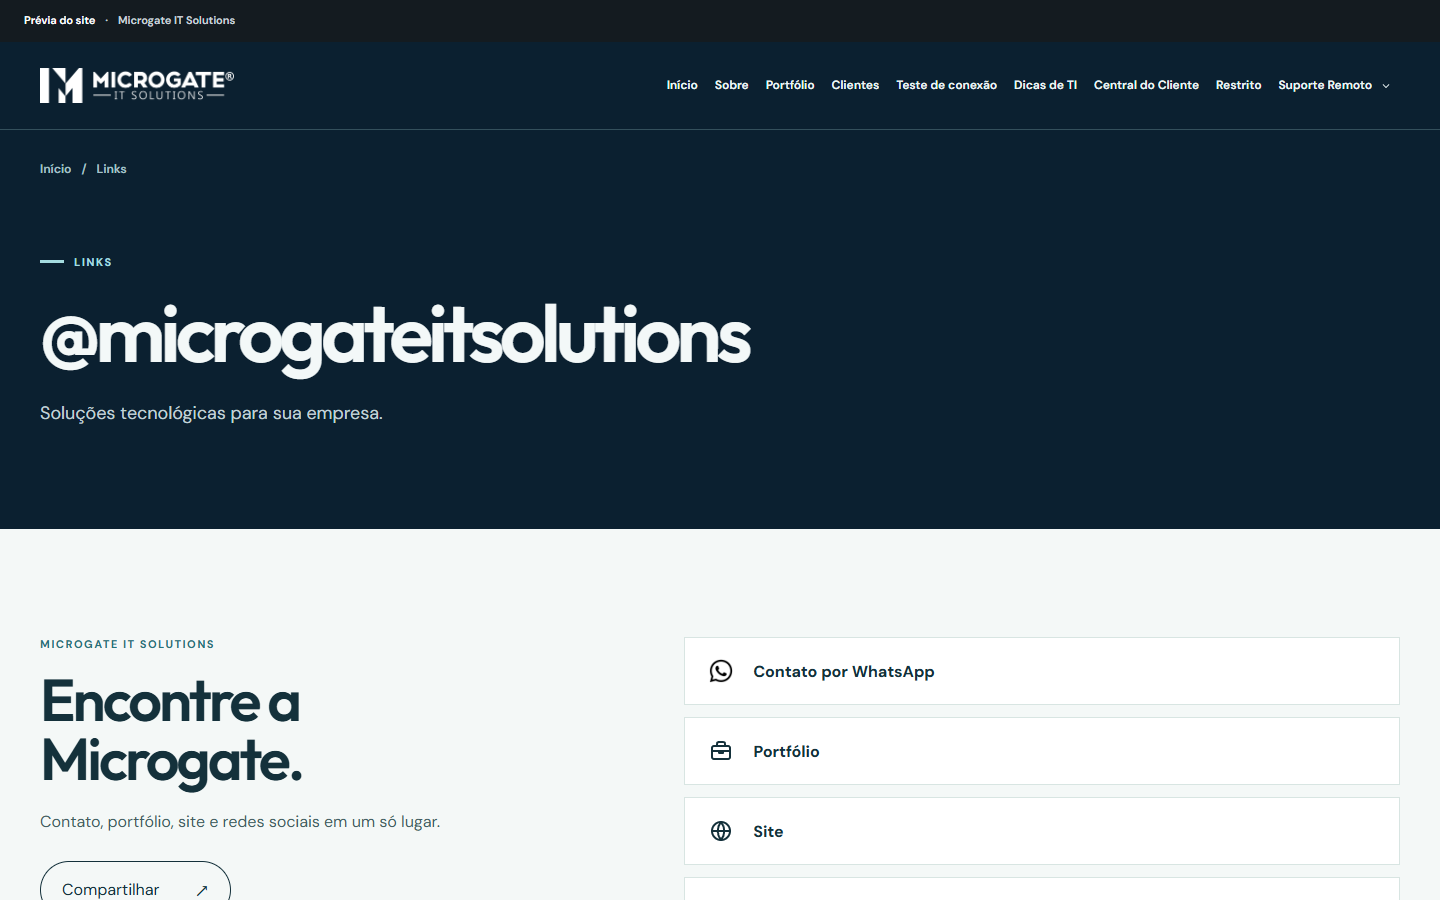 Prévia do site · Microgate IT Solutions
MICROGATE®
IT SOLUTIONS
Início Sobre Portfólio Clientes Teste de conexão Dicas de TI Central do Cliente Restrito Suporte Remoto
Início / Links
LINKS
@microgateitsolutions
Soluções tecnológicas para sua empresa.
MICROGATE IT SOLUTIONS
Encontre a
Microgate.
Contato, portfólio, site e redes sociais em um só lugar.
Compartilhar ↗
Contato por WhatsApp
Portfólio
Site